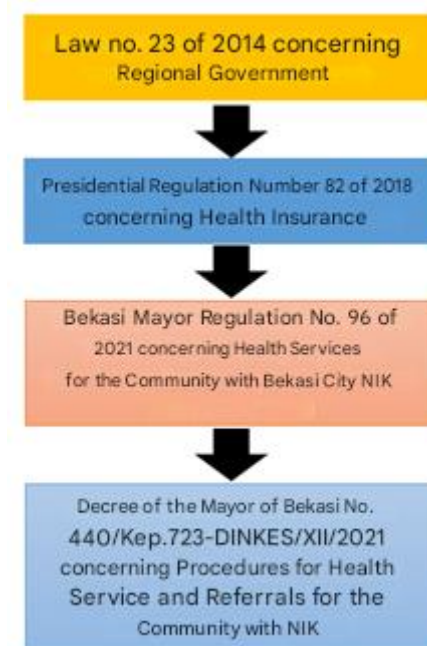 Law no. 23 of 2014 concerning
Regional Government
Presidential Regulation Number 82 of 2018
concerning Health Insurance
Bekasi Mayor Regulation No. 96 of
2021 concerning Health Services
for the Community with Bekasi City NIK
Decree of the Mayor of Bekasi No.
440/Kep.723-DINKES/XII/2021
concerning Procedures for Health
Service and Referrals for the
Community with NIK